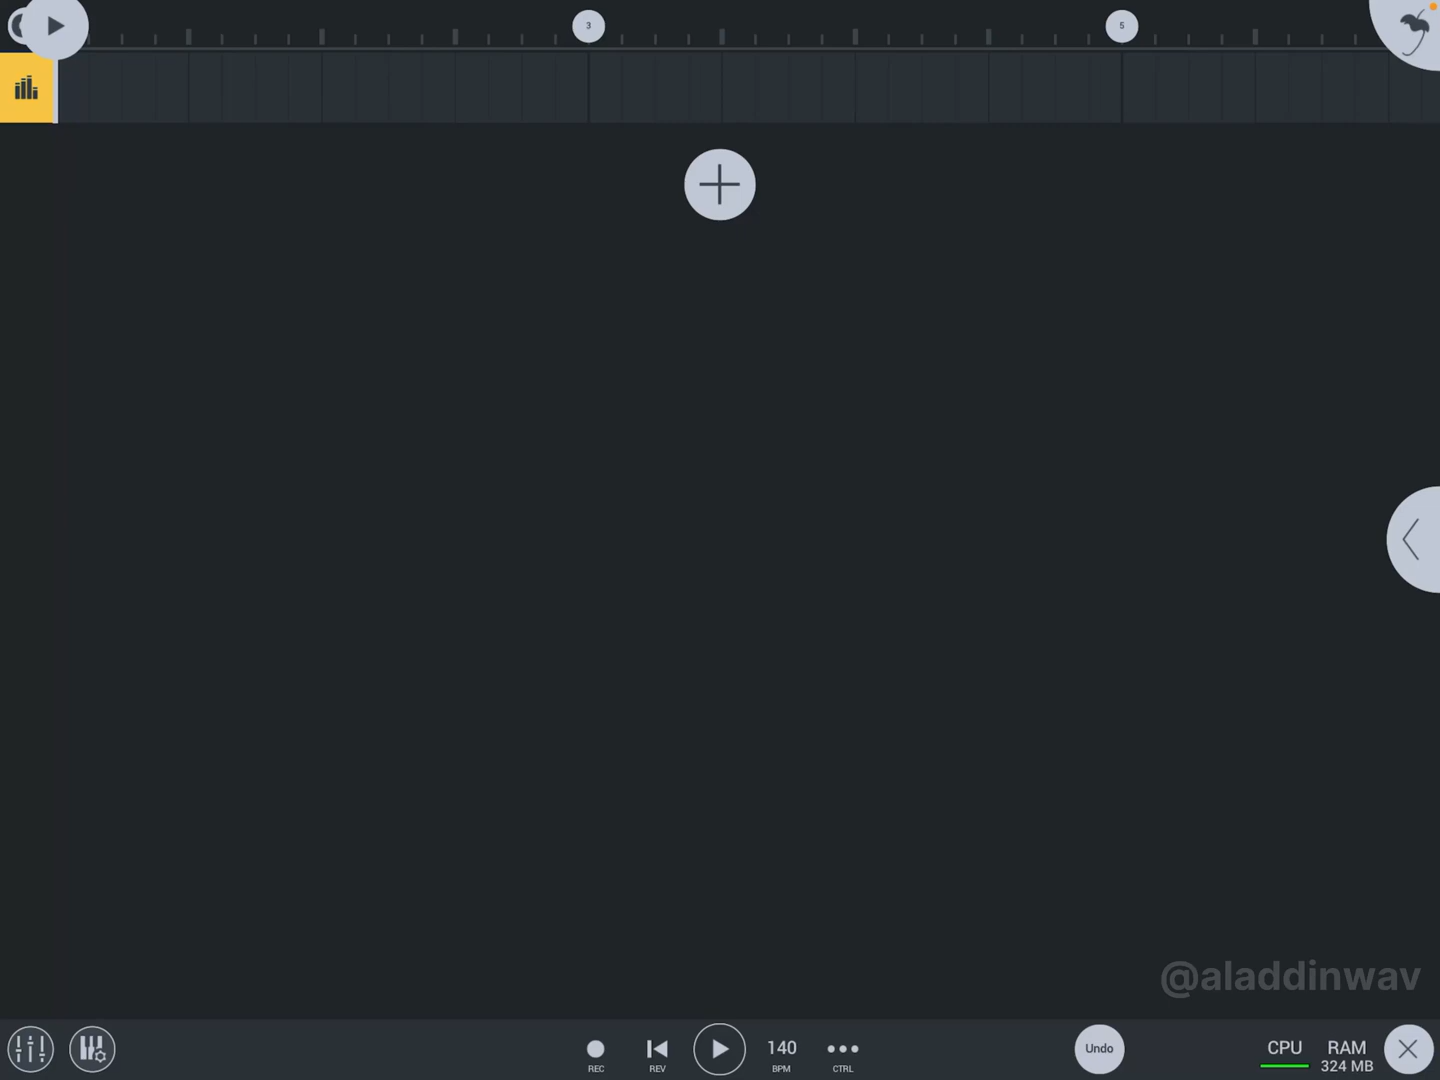 3
5
@aladdinwav
REC
REV
140
BPM
CTRL
Undo
CPU
RAM
324 MB